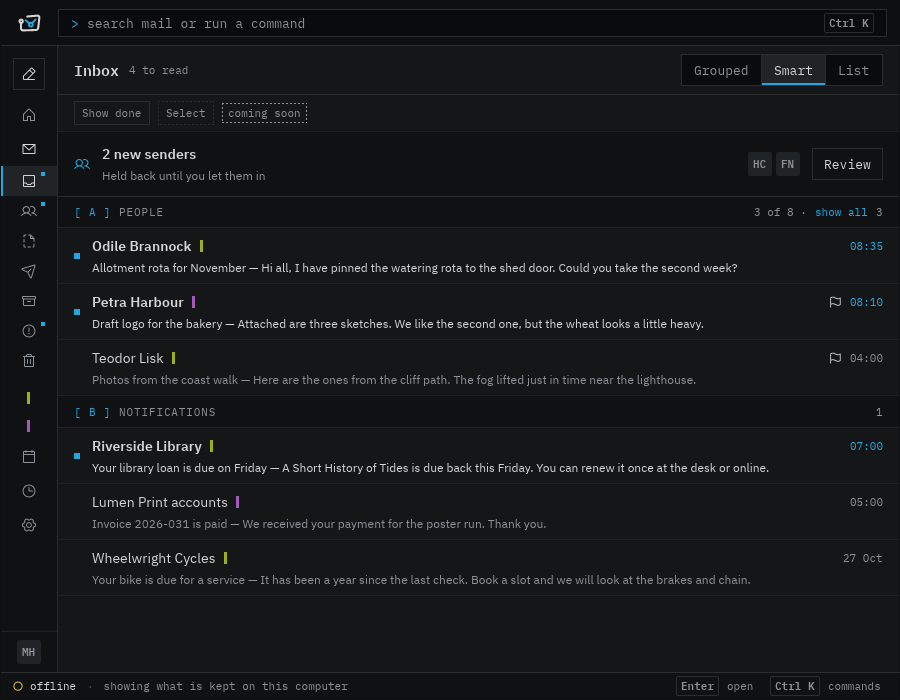 > search mail or run a command Ctrl K
Inbox 4 to read Grouped Smart List
Show done Select coming soon
2 new senders
Held back until you let them in
HC FN Review
[ A ] PEOPLE 3 of 8 · show all 3
Odile Brannock 08:35
Allotment rota for November — Hi all, I have pinned the watering rota to the shed door. Could you take the second week?
Petra Harbour 08:10
Draft logo for the bakery — Attached are three sketches. We like the second one, but the wheat looks a little heavy.
Teodor Lisk 04:00
Photos from the coast walk — Here are the ones from the cliff path. The fog lifted just in time near the lighthouse.
[ B ] NOTIFICATIONS 1
Riverside Library 07:00
Your library loan is due on Friday — A Short History of Tides is due back this Friday. You can renew it once at the desk or online.
Lumen Print accounts 05:00
Invoice 2026-031 is paid — We received your payment for the poster run. Thank you.
Wheelwright Cycles 27 Oct
Your bike is due for a service — It has been a year since the last check. Book a slot and we will look at the brakes and chain.
MH
offline · showing what is kept on this computer Enter open Ctrl K commands